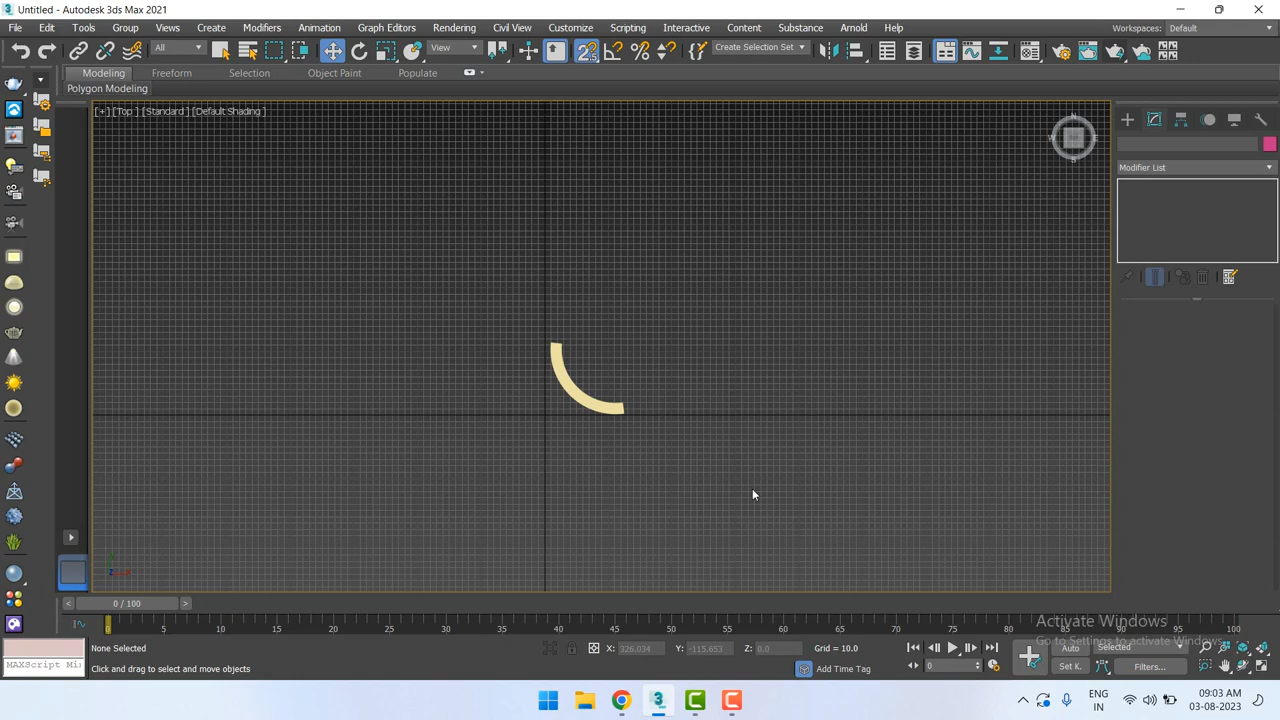 Untitled - Autodesk 3ds Max 2021
File Edit Tools Group Views Create Modifiers Animation Graph Editors Rendering Civil View Customize Scripting Interactive Content Substance Arnold Help Workspaces: Default
All View Create Selection Set
Modeling Freeform Selection Object Paint Populate
Polygon Modeling
[+] [Top ] [Standard ] [Default Shading ]
N
W E
S
Modifier List
0 / 100
0 5 10 15 20 25 30 35 40 45 50 55 60 65 70 75 80 85 90 95 100
Activate Windows
Go to Settings to activate Windows.
None Selected X: 326.034 Y: -115.653 Z: 0.0 Grid = 10.0 Auto Selected
MAXScript Mi Click and drag to select and move objects Add Time Tag 0 Set K. Filters...
ENG
IN
09:03 AM
03-08-2023